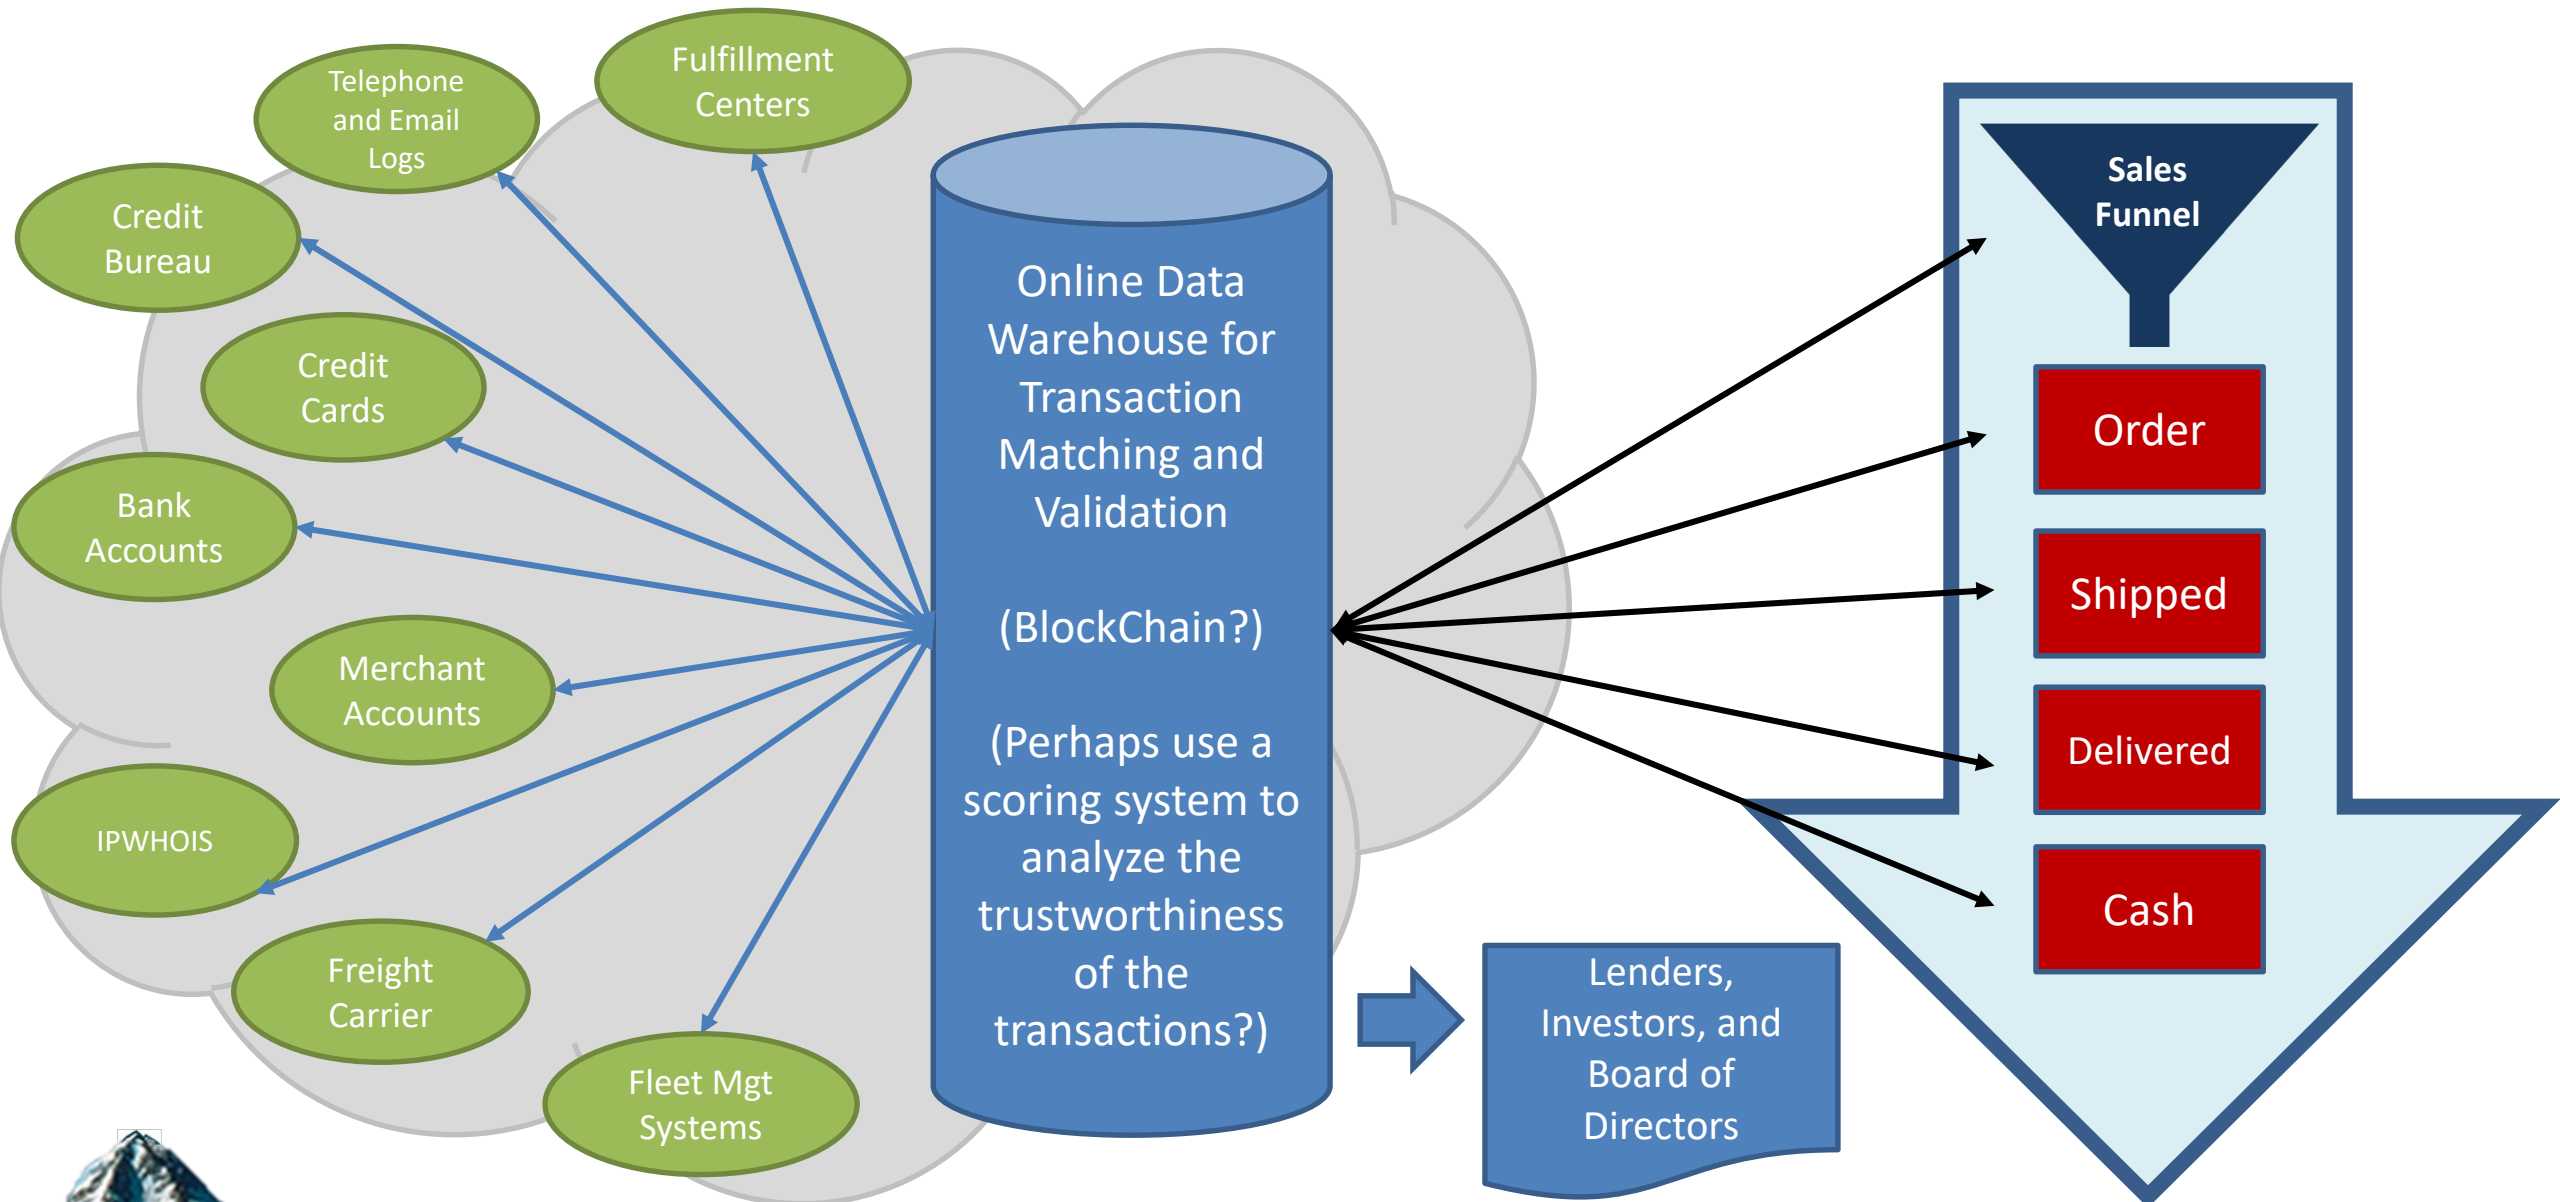 Fulfillment
Centers
Telephone
and Email
Logs
Credit
Bureau
Credit
Cards
Bank
Accounts
Merchant
Accounts
IPWHOIS
Freight
Carrier
Fleet Mgt
Systems
Online Data
Warehouse for
Transaction
Matching and
Validation
(BlockChain?)
(Perhaps use a
scoring system to
analyze the
trustworthiness
of the
transactions?)
Lenders,
Investors, and
Board of
Directors
Sales
Funnel
Order
Shipped
Delivered
Cash